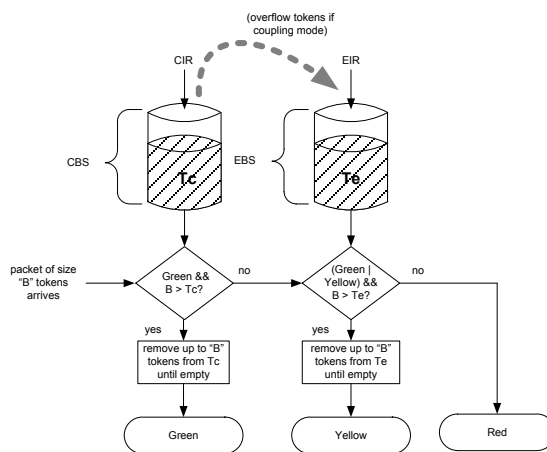 (overflow tokens if
coupling mode)
CIR
EIR
CBS
EBS
Tc
Te
packet of size
“B” tokens
arrives
Green &&
B > Tc?
no
(Green |
Yellow) &&
B > Te?
no
yes
yes
remove up to “B”
tokens from Tc
until empty
remove up to “B”
tokens from Te
until empty
Green
Yellow
Red